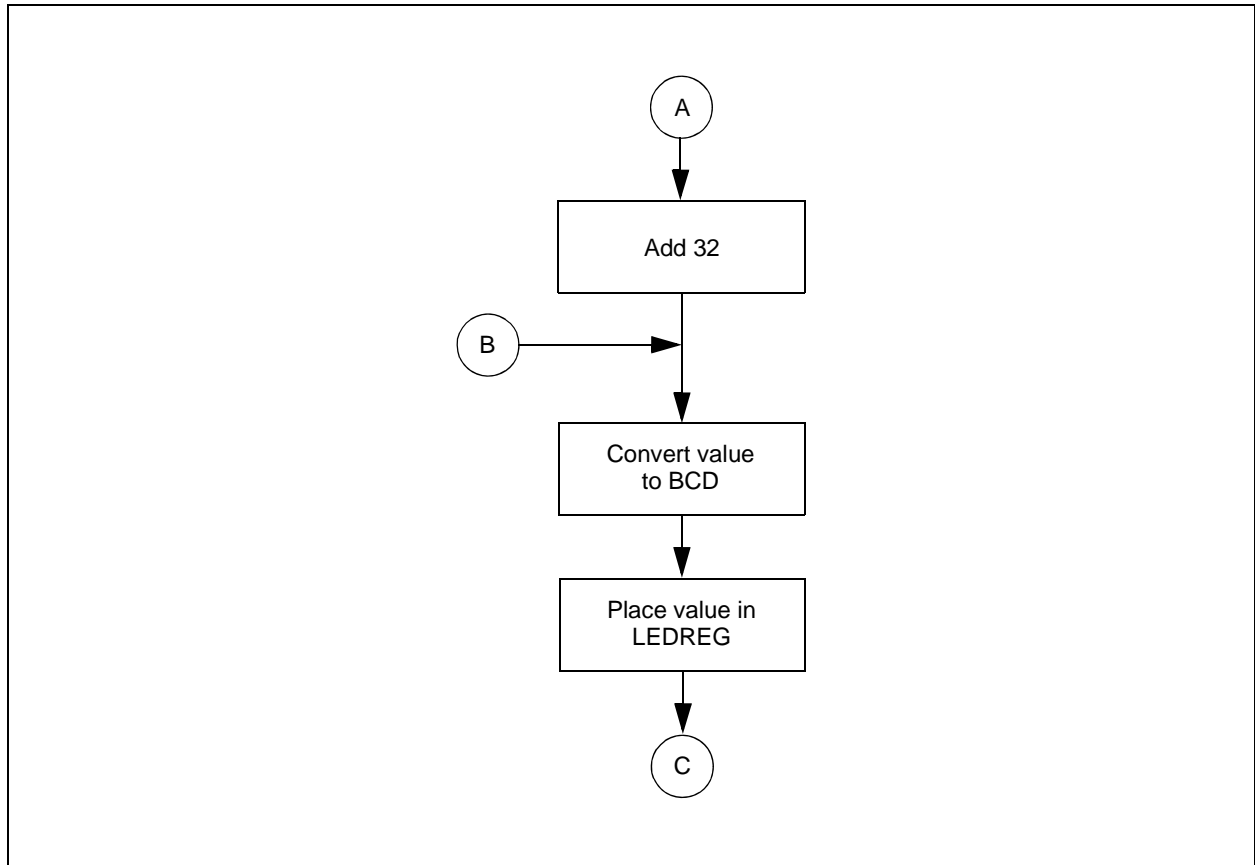 A
Add 32
B
Convert value
to BCD
Place value in
LEDREG
C